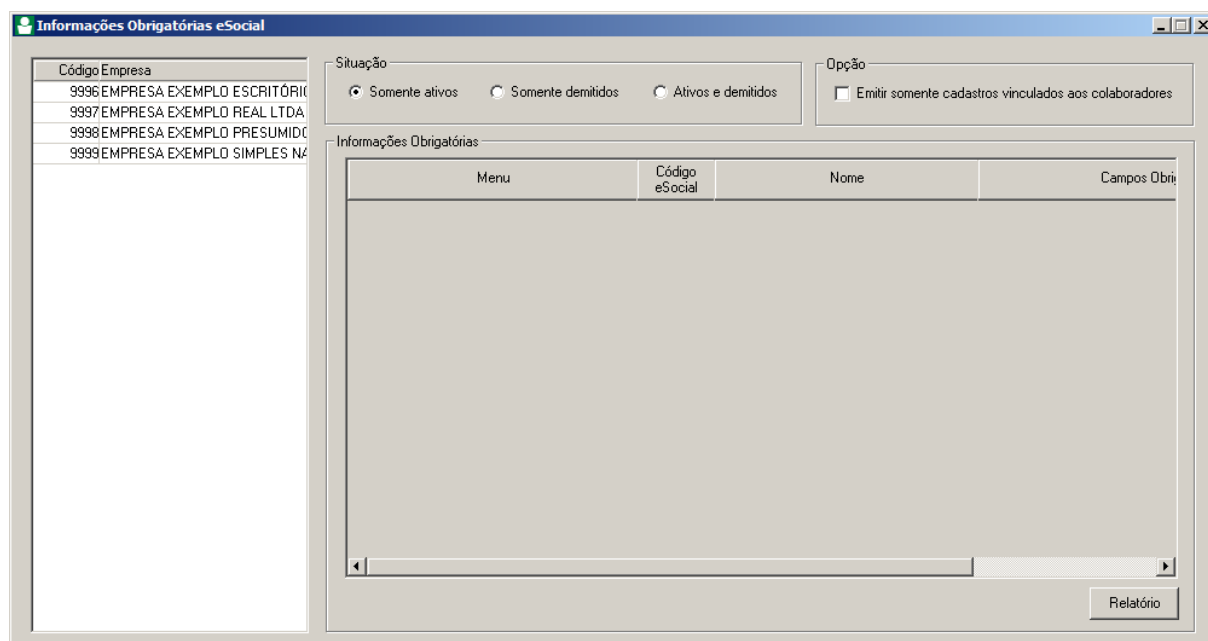 Informações Obrigatórias eSocial
Código Empresa
9996 EMPRESA EXEMPLO ESCRITÓRI
9997 EMPRESA EXEMPLO REAL LTDA
9998 EMPRESA EXEMPLO PRESUMIDO
9999 EMPRESA EXEMPLO SIMPLES NA
Situação
Somente ativos Somente demitidos Ativos e demitidos
Opção
Emitir somente cadastros vinculados aos colaboradores
Informações Obrigatórias
Menu Código eSocial Nome Campos Obri
Relatório